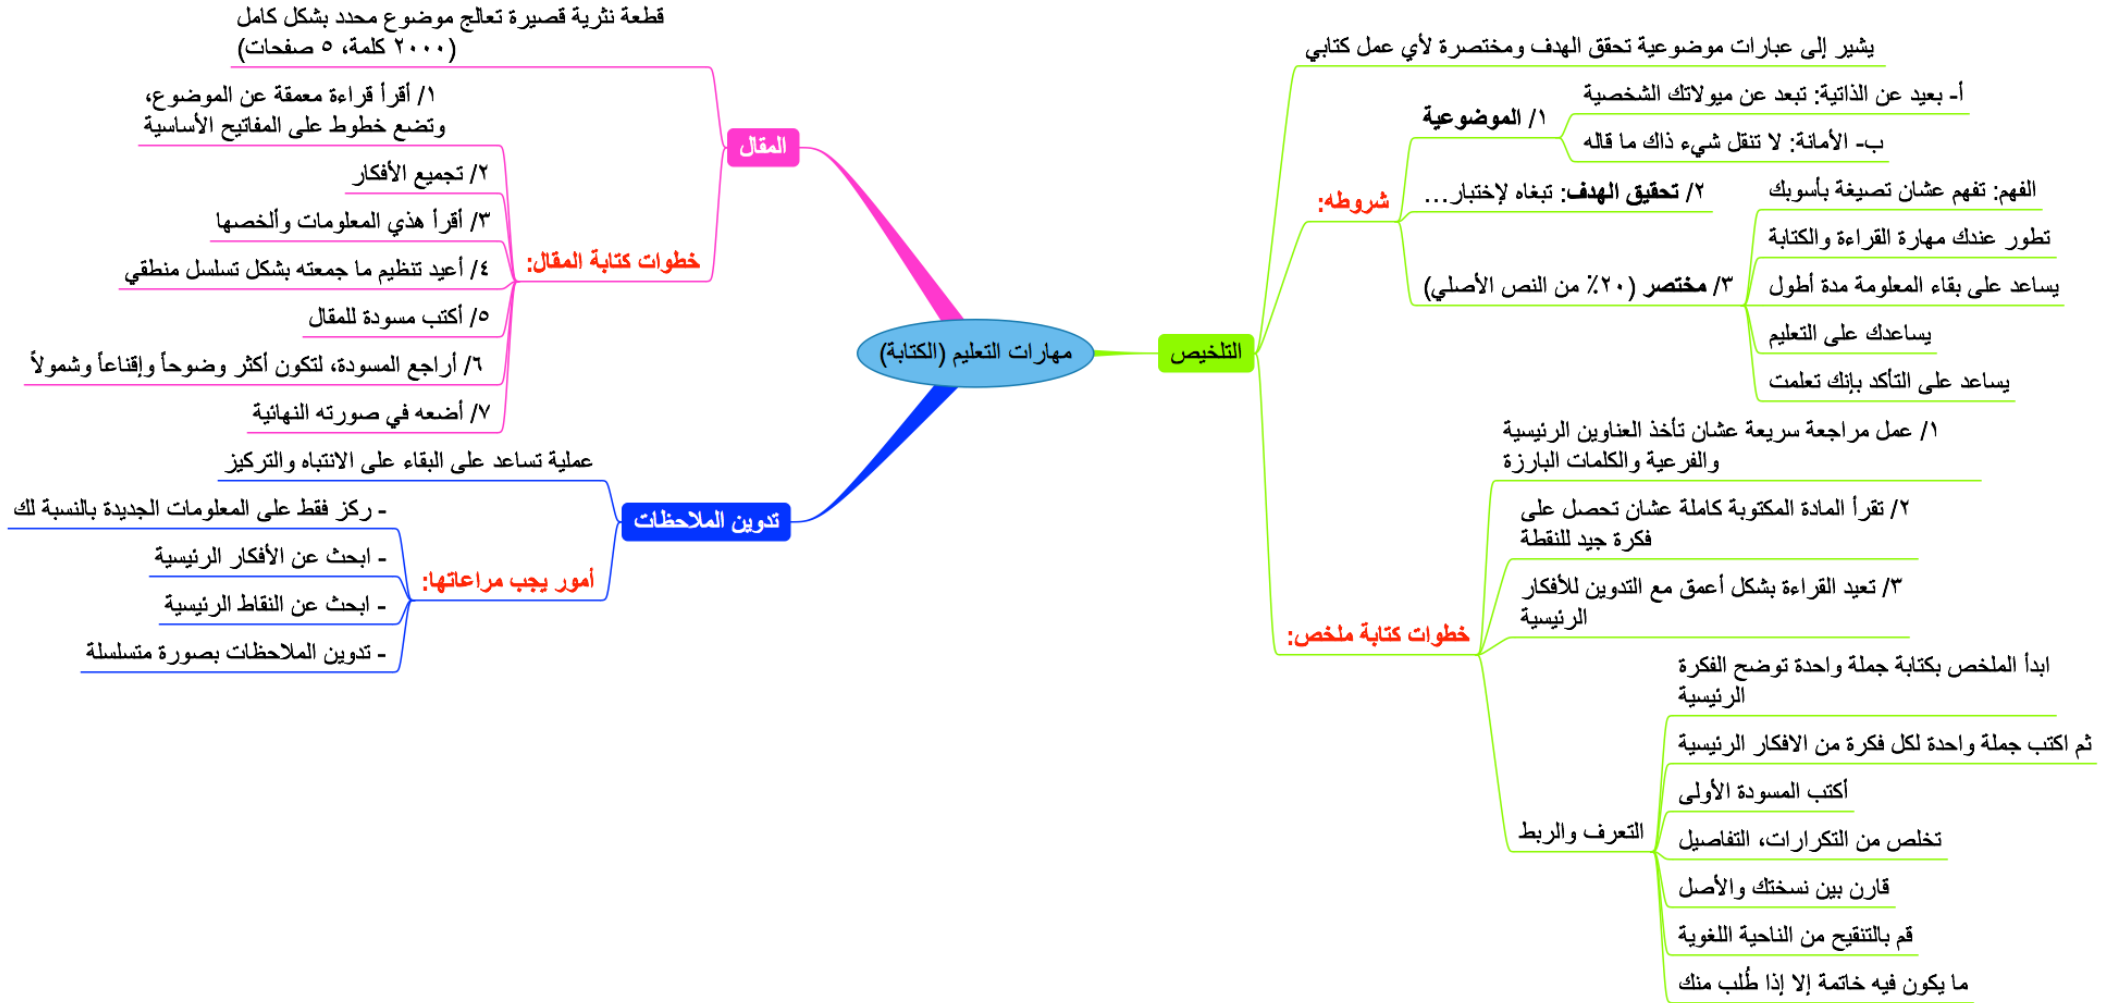 مهارات التعليم (الكتابة)
التلخيص
يشير إلى عبارات موضوعية تحقق الهدف ومختصرة لأي عمل كتابي
شروطه:
١/ الموضوعية
أ- بعيد عن الذاتية: تبعد عن ميولاتك الشخصية
ب- الأمانة: لا تنقل شيء ذاك ما قاله
٢/ تحقيق الهدف: تبغاه لإختبار...
٣/ مختصر (٢٠٪ من النص الأصلي)
الفهم: تفهم عشان تصيغة بأسوبك
تطور عندك مهارة القراءة والكتابة
يساعد على بقاء المعلومة مدة أطول
يساعدك على التعليم
يساعد على التأكد بإنك تعلمت
خطوات كتابة ملخص:
١/ عمل مراجعة سريعة عشان تأخذ العناوين الرئيسية
والفرعية والكلمات البارزة
٢/ تقرأ المادة المكتوبة كاملة عشان تحصل على
فكرة جيد للنقطة
٣/ تعيد القراءة بشكل أعمق مع التدوين للأفكار
الرئيسية
التعرف والربط
ابدأ الملخص بكتابة جملة واحدة توضح الفكرة
الرئيسية
ثم اكتب جملة واحدة لكل فكرة من الافكار الرئيسية
أكتب المسودة الأولى
تخلص من التكرارات، التفاصيل
قارن بين نسختك والأصل
قم بالتنقيح من الناحية اللغوية
ما يكون فيه خاتمة إلا إذا طُلب منك
المقال
قطعة نثرية قصيرة تعالج موضوع محدد بشكل كامل
(٢٠٠٠ كلمة، ٥ صفحات)
خطوات كتابة المقال:
١/ أقرأ قراءة معمقة عن الموضوع،
وتضع خطوط على المفاتيح الأساسية
٢/ تجميع الأفكار
٣/ أقرأ هذي المعلومات وألخصها
٤/ أعيد تنظيم ما جمعته بشكل تسلسل منطقي
٥/ أكتب مسودة للمقال
٦/ أراجع المسودة، لتكون أكثر وضوحاً وإقناعاً وشمولاً
٧/ أضعه في صورته النهائية
تدوين الملاحظات
عملية تساعد على البقاء على الانتباه والتركيز
أمور يجب مراعاتها:
- ركز فقط على المعلومات الجديدة بالنسبة لك
- ابحث عن الأفكار الرئيسية
- ابحث عن النقاط الرئيسية
- تدوين الملاحظات بصورة متسلسلة